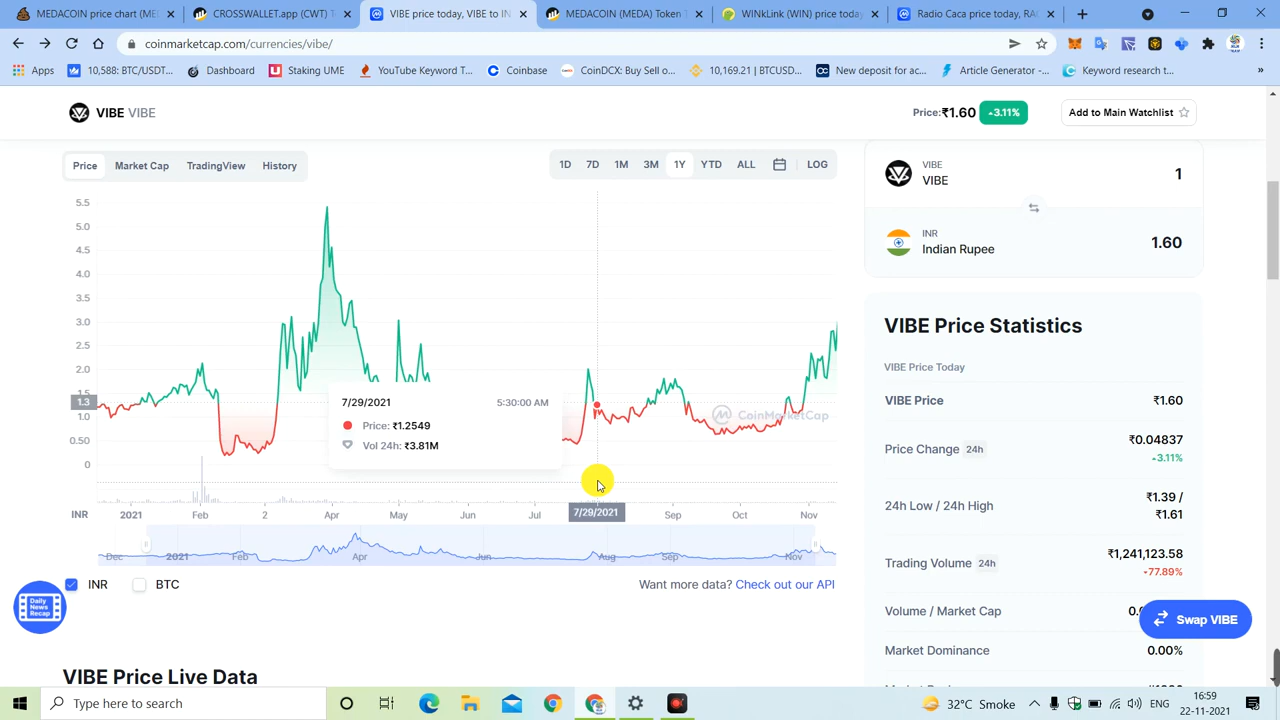 MEDACOIN price chart (MEC
CROSSWALLET Chart (CWT)
VIBE price today, VIBE to IN
MEDACOIN (MEDA) Token T
WINkLink (WIN) price today
Radio Caca price today, RA
coinmarketcap.com/currencies/vibe/
Apps
10,588: BTC/USDT...
Dashboard
Staking UME
YouTube Keyword T...
Coinbase
CoinDCX: Buy Sel o...
10,169.21 | BTCUSD...
New deposit for ac...
Article Generator -...
Keyword research t...
»
VIBE VIBE
Price:₹1.60
3.11%
Add to Main Watchlist
Price Market Cap TradingView History
1D 7D 1M 3M 1Y YTD ALL LOG
5.5
5.0
4.5
4.0
3.5
3.0
2.5
2.0
1.5
1.3
1.0
0.50
0
7/29/2021 5:30:00 AM
Price: ₹1.2549
Vol 24h: ₹3.81M
CoinMarketCap
INR 2021 Feb 2 Apr May Jun Jul 7/29/2021 Sep Oct Nov
Dec 2021 Feb Apr Jun Aug Sep Nov
INR BTC
Want more data? Check out our API
Daily
News
Recap
VIBE Price Live Data
VIBE
VIBE
1
INR
Indian Rupee
1.60
VIBE Price Statistics
VIBE Price Today
VIBE Price ₹1.60
Price Change 24h ₹0.04837
3.11%
24h Low / 24h High ₹1.39 /
₹1.61
Trading Volume 24h ₹1,241,123.58
77.89%
Volume / Market Cap
Swap VIBE
Market Dominance 0.00%
Type here to search
32°C Smoke
ENG
16:59
22-11-2021